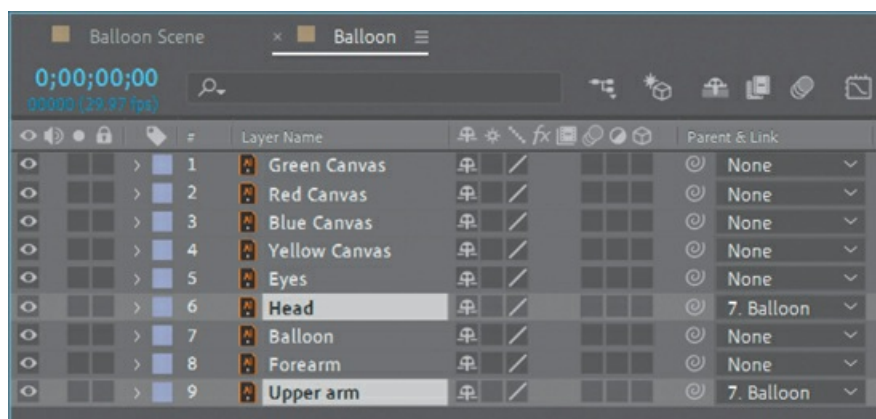 Balloon Scene × Balloon
0;00;00;00
00000 (29.97 fps)
# Layer Name fx Parent & Link
1 Green Canvas None
2 Red Canvas None
3 Blue Canvas None
4 Yellow Canvas None
5 Eyes None
6 Head 7. Balloon
7 Balloon None
8 Forearm None
9 Upper arm 7. Balloon